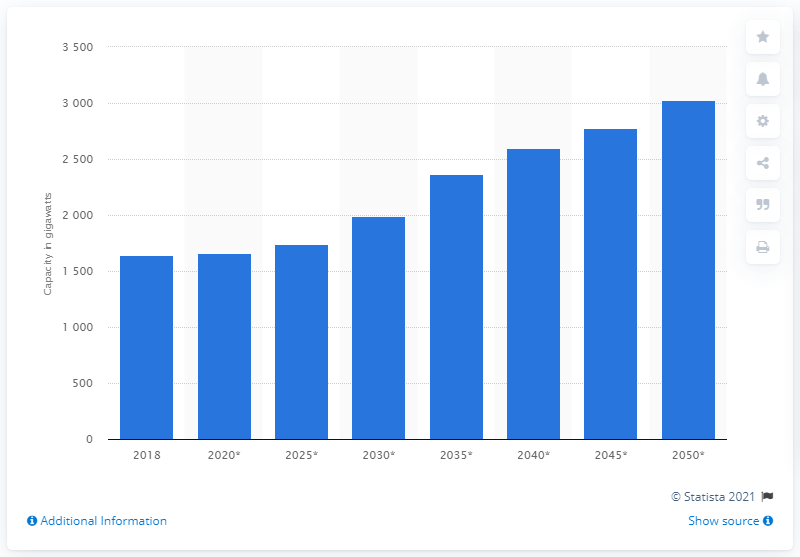 3 500
3 000
2 500
2 000
1 500
1 000
500
0
Capacity in gigawatts
2018 2020* 2025* 2030* 2035* 2040* 2045* 2050*
© Statista 2021
Additional Information Show source